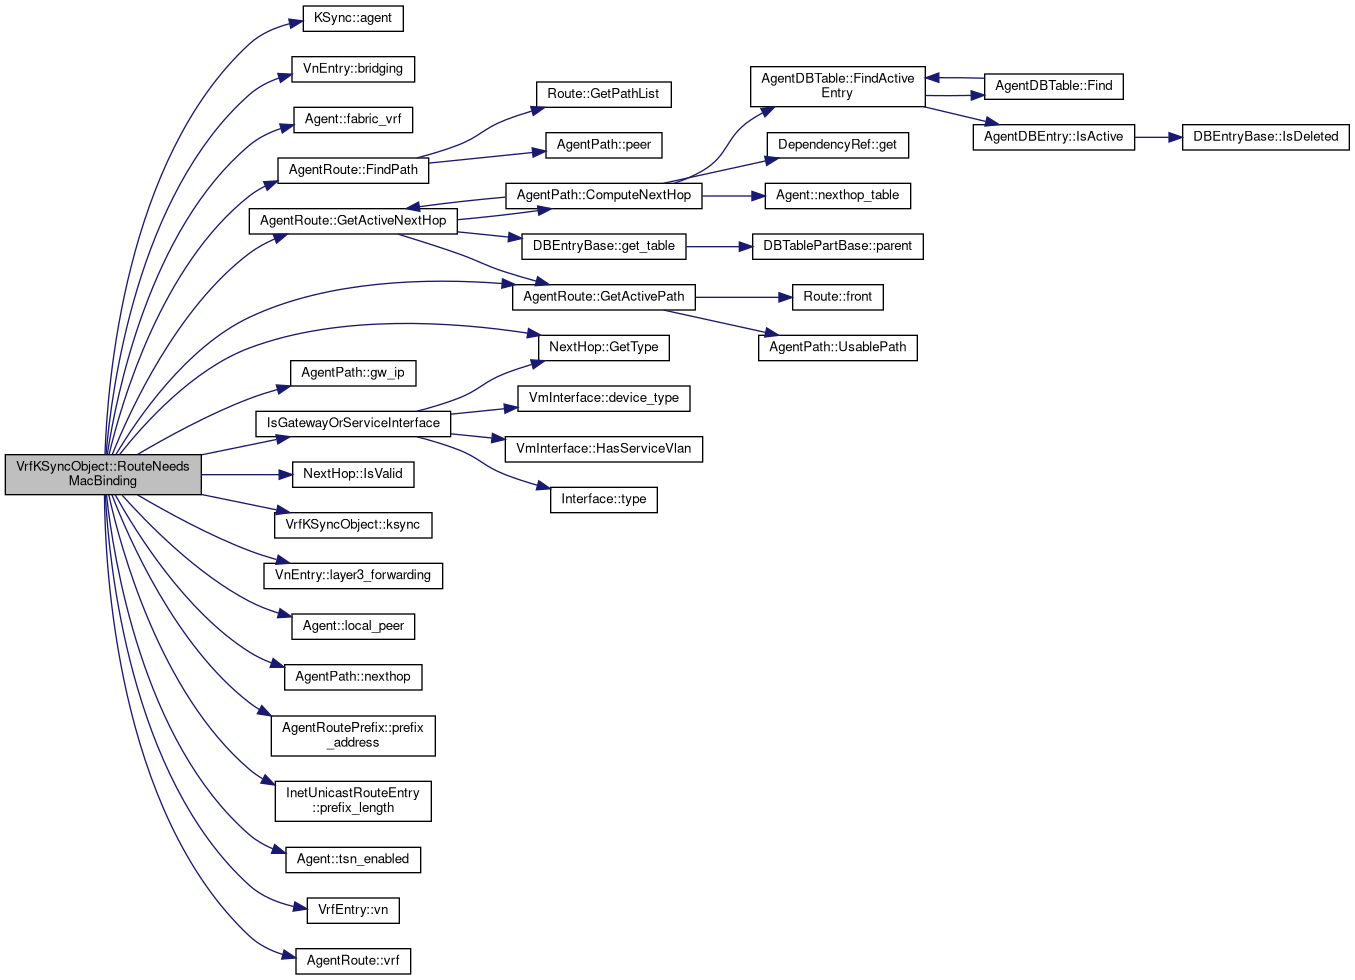 KSync::agent
VnEntry::bridging
Agent::fabric_vrf
AgentRoute::FindPath
AgentRoute::GetActiveNextHop
Route::GetPathList
AgentPath::peer
AgentPath::ComputeNextHop
DBEntryBase::get_table
AgentRoute::GetActivePath
NextHop::GetType
AgentDBTable::FindActive
Entry
AgentDBTable::Find
AgentDBEntry::IsActive
DBEntryBase::IsDeleted
DependencyRef::get
Agent::nexthop_table
DBTablePartBase::parent
Route::front
AgentPath::UsablePath
AgentPath::gw_ip
IsGatewayOrServiceInterface
VmInterface::device_type
VmInterface::HasServiceVlan
Interface::type
VrfKSyncObject::RouteNeeds
MacBinding
NextHop::IsValid
VrfKSyncObject::ksync
VnEntry::layer3_forwarding
Agent::local_peer
AgentPath::nexthop
AgentRoutePrefix::prefix
_address
InetUnicastRouteEntry
::prefix_length
Agent::tsn_enabled
VrfEntry::vn
AgentRoute::vrf